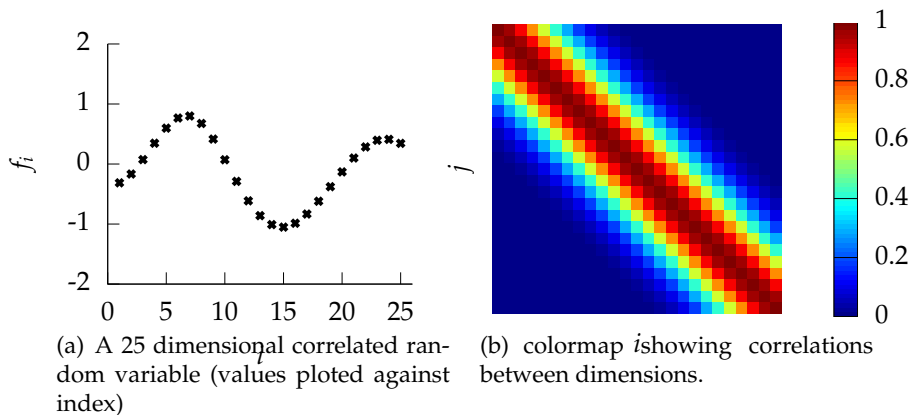 2
1
0
-1
-2
f_i
0
5
10
15
20
25
i
(a) A 25 dimensional correlated ran-
dom variable (values ploted against
index)
j
1
0.8
0.6
0.4
0.2
0
i
(b) colormap showing correlations
between dimensions.